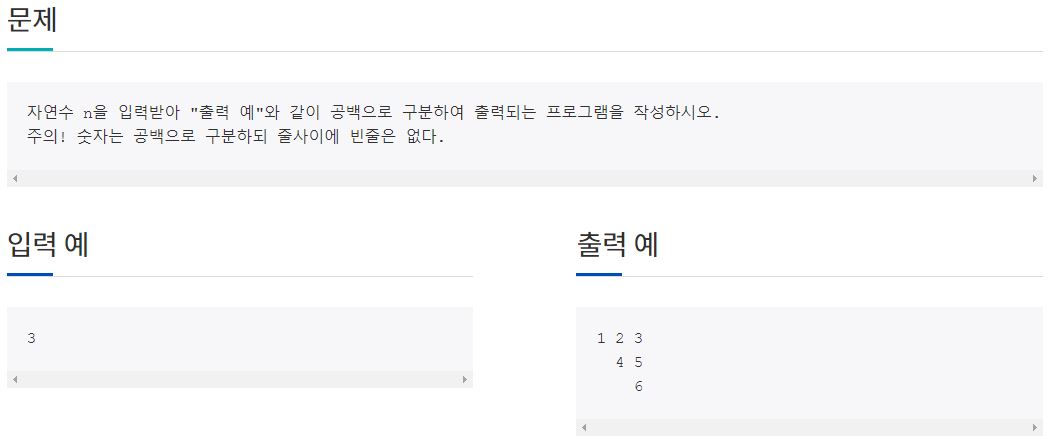 문제
자연수 n을 입력받아 "출력 예"와 같이 공백으로 구분하여 출력되는 프로그램을 작성하시오.
주의! 숫자는 공백으로 구분하되 줄사이에 빈줄은 없다.
입력 예
3
출력 예
1 2 3
  4 5
    6